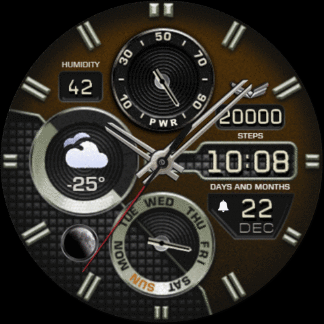 HUMIDITY
42
10 30 50 70 90
PWR
20000
STEPS
10:08
-25°
DAYS AND MONTHS
22
DEC
SUN MON TUE WED THU FRI SAT